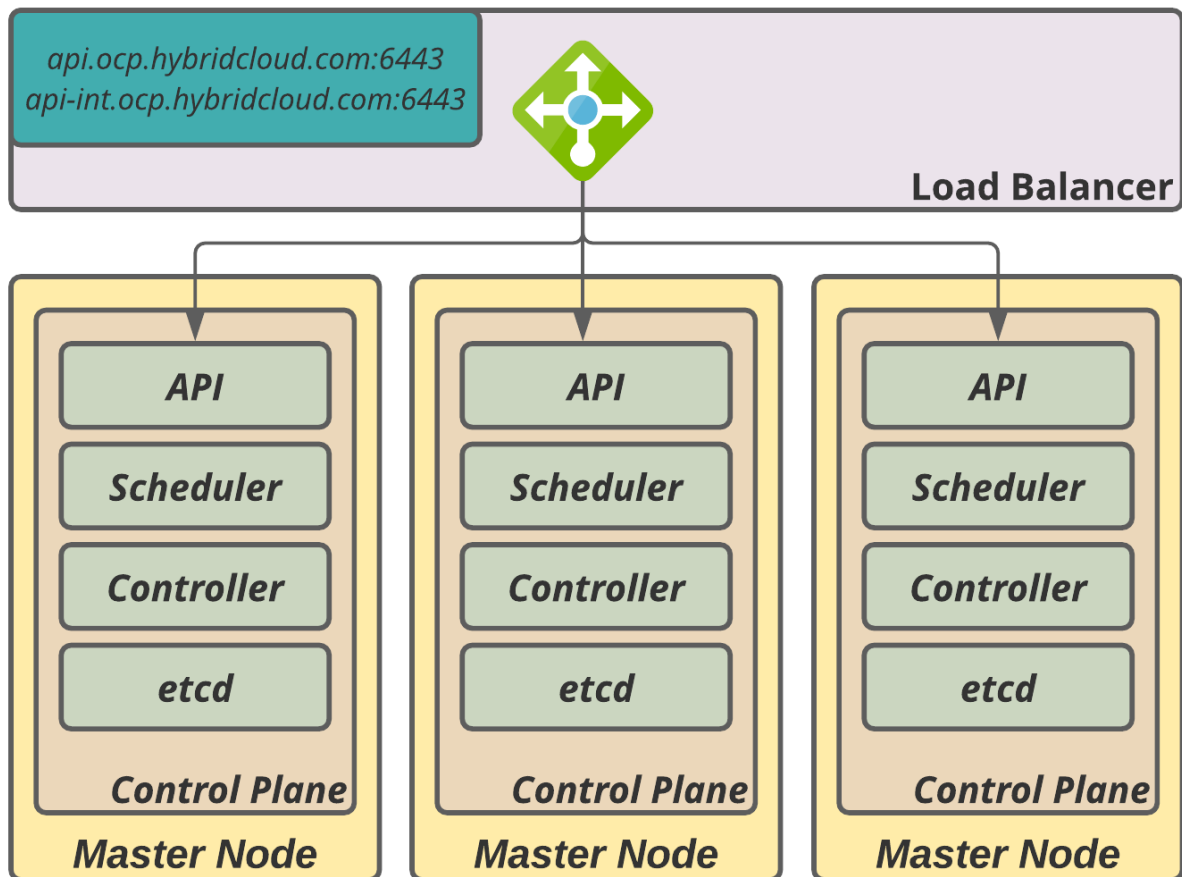 api.ocp.hybridcloud.com:6443
api-int.ocp.hybridcloud.com:6443
Load Balancer
API
Scheduler
Controller
etcd
Control Plane
Master Node
API
Scheduler
Controller
etcd
Control Plane
Master Node
API
Scheduler
Controller
etcd
Control Plane
Master Node